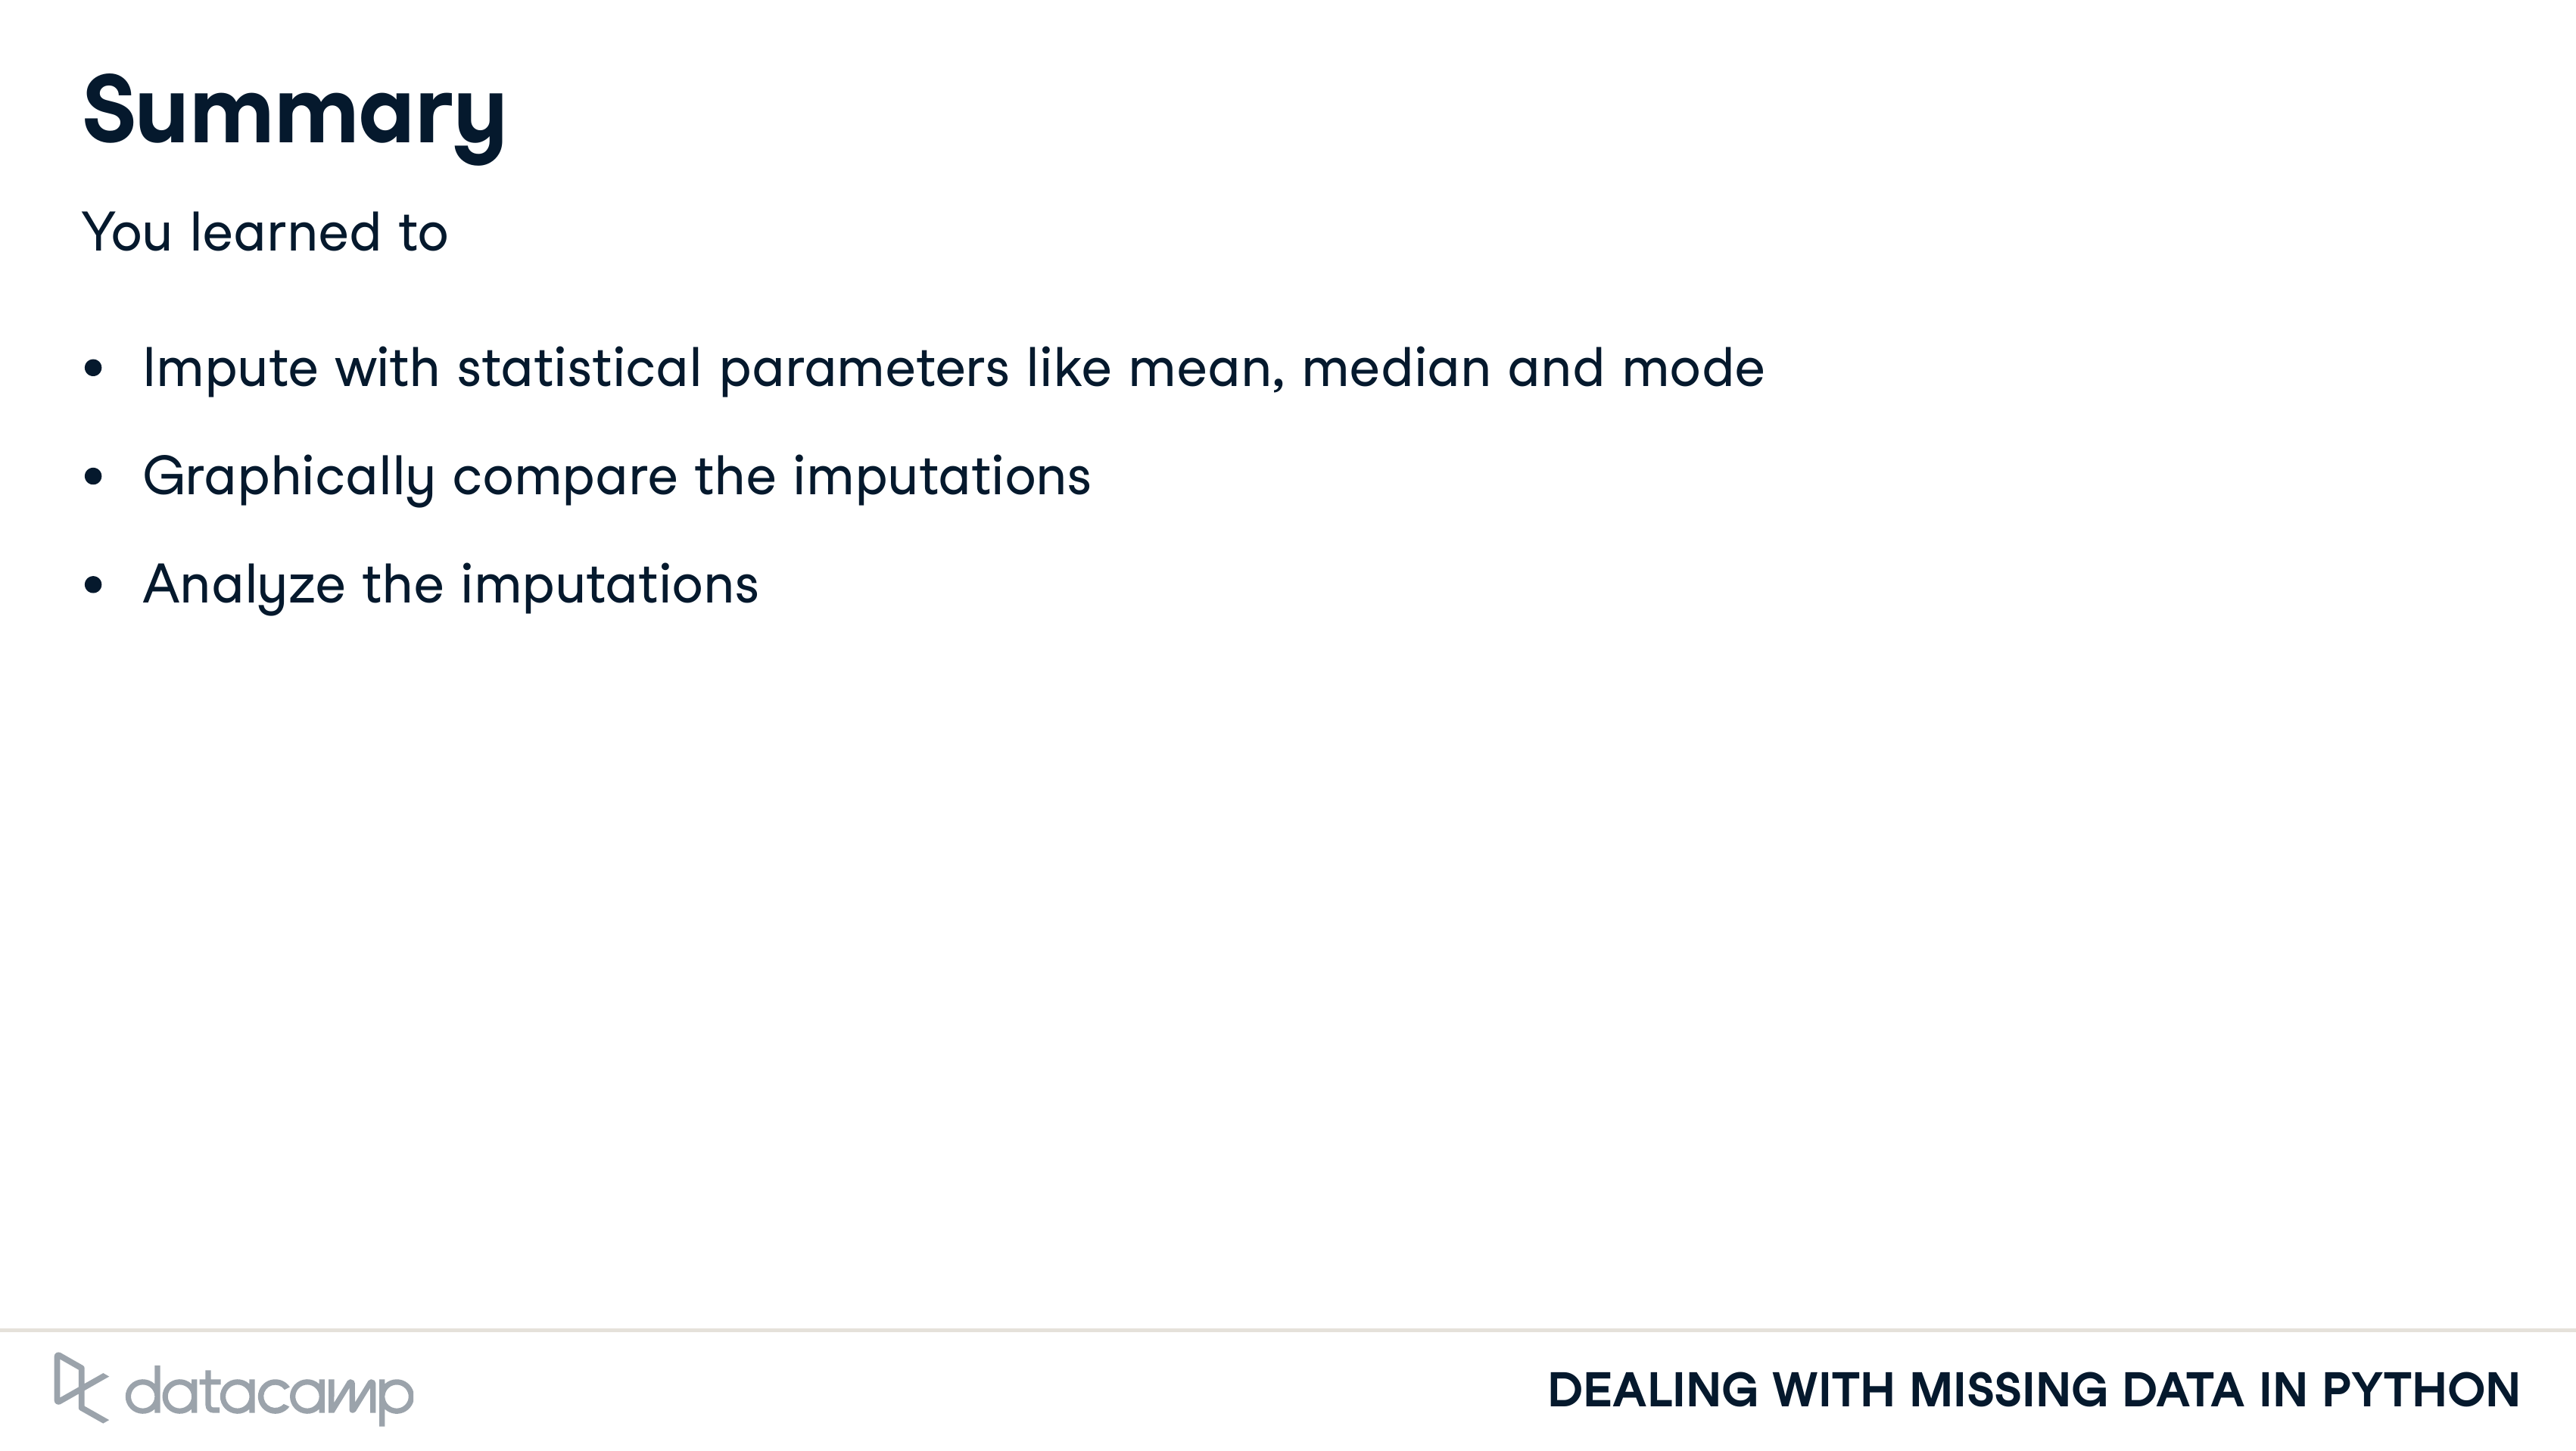 Summary
You learned to
• Impute with statistical parameters like mean, median and mode
• Graphically compare the imputations
• Analyze the imputations
datacamp
DEALING WITH MISSING DATA IN PYTHON